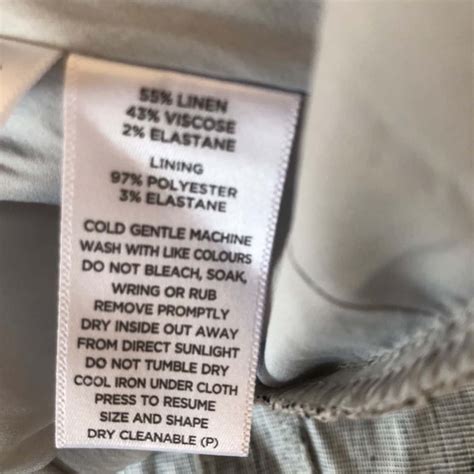 55% LINEN
43% VISCOSE
2% ELASTANE
LINING
97% POLYESTER
3% ELASTANE
COLD GENTLE MACHINE
WASH WITH LIKE COLOURS
DO NOT BLEACH, SOAK,
WRING OR RUB
REMOVE PROMPTLY
DRY INSIDE OUT AWAY
FROM DIRECT SUNLIGHT
DO NOT TUMBLE DRY
COOL IRON UNDER CLOTH
PRESS TO RESUME
SIZE AND SHAPE
DRY CLEANABLE (P)